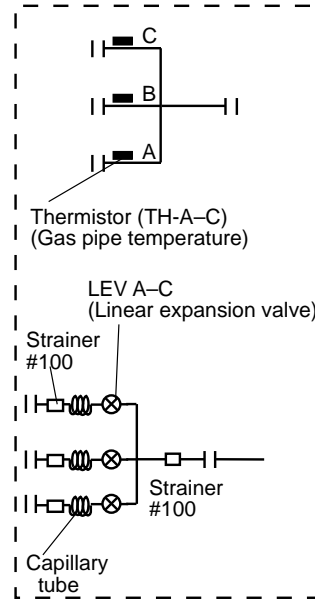 C
B
A
Thermistor (TH-A–C)
(Gas pipe temperature)
LEV A–C
(Linear expansion valve)
Strainer
#100
Strainer
#100
Capillary
tube